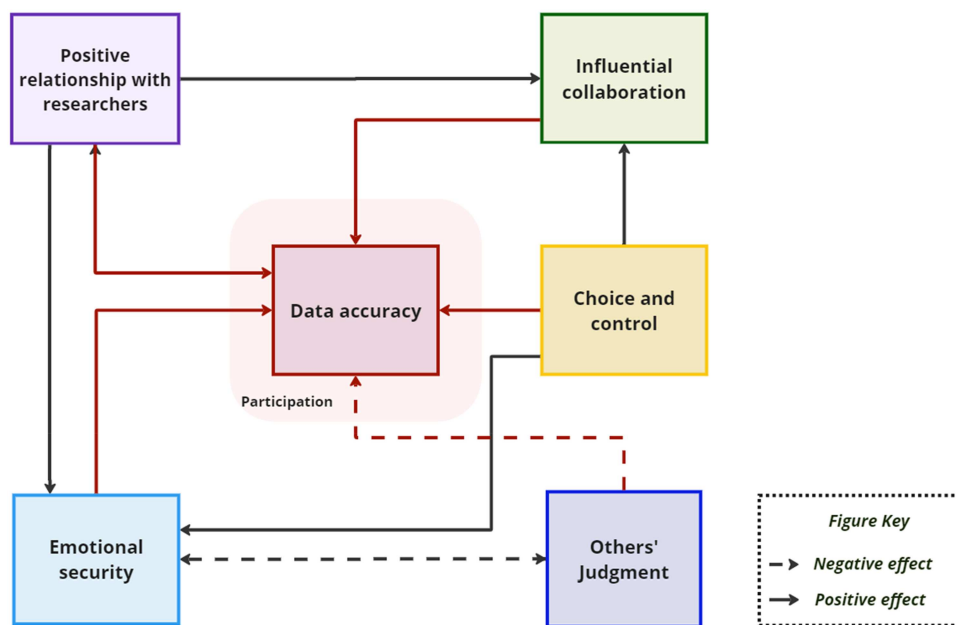 Positive
relationship with
researchers
Influential
collaboration
Data accuracy
Choice and
control
Participation
Emotional
security
Others'
Judgment
Figure Key
Negative effect
Positive effect